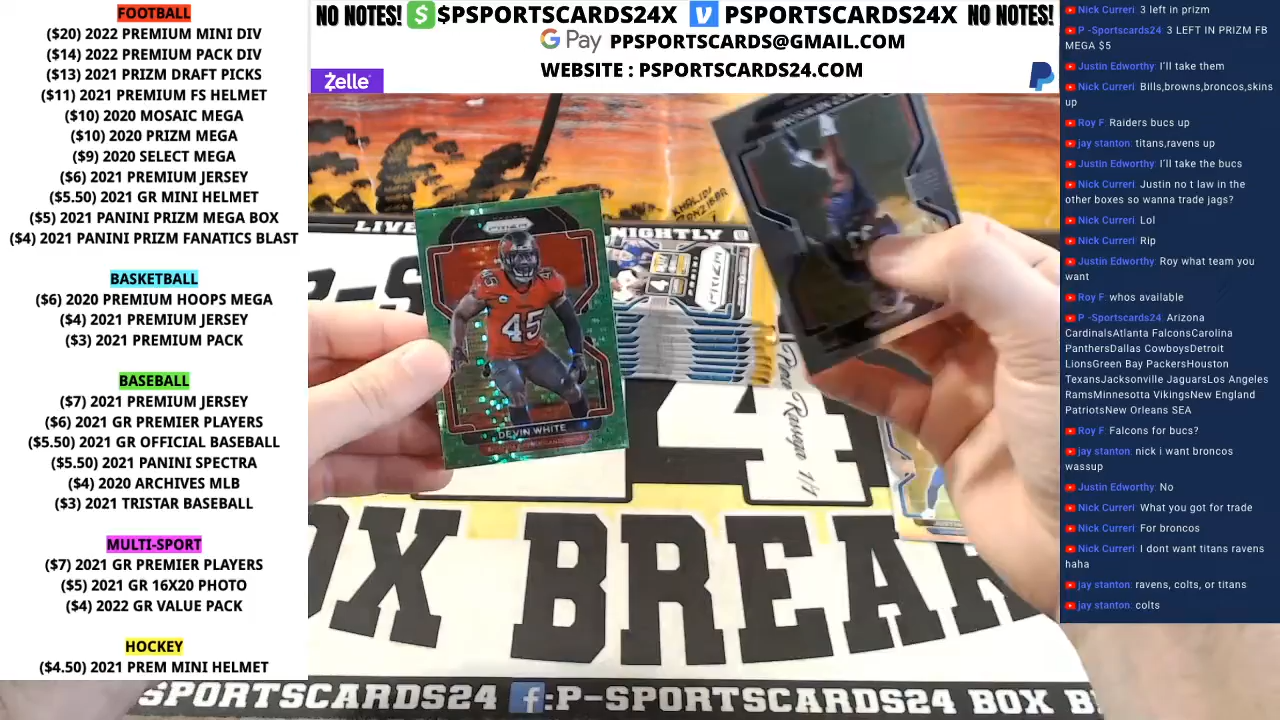 FOOTBALL
($20) 2022 PREMIUM MINI DIV
($14) 2022 PREMIUM PACK DIV
($13) 2021 PRIZM DRAFT PICKS
($11) 2021 PREMIUM FS HELMET
($10) 2020 MOSAIC MEGA
($10) 2020 PRIZM MEGA
($9) 2020 SELECT MEGA
($6) 2021 PREMIUM JERSEY
($5.50) 2021 GR MINI HELMET
($5) 2021 PANINI PRIZM MEGA BOX
($4) 2021 PANINI PRIZM FANATICS BLAST
BASKETBALL
($6) 2020 PREMIUM HOOPS MEGA
($4) 2021 PREMIUM JERSEY
($3) 2021 PREMIUM PACK
BASEBALL
($7) 2021 PREMIUM JERSEY
($6) 2021 GR PREMIER PLAYERS
($5.50) 2021 GR OFFICIAL BASEBALL
($5.50) 2021 PANINI SPECTRA
($4) 2020 ARCHIVES MLB
($3) 2021 TRISTAR BASEBALL
MULTI-SPORT
($7) 2021 GR PREMIER PLAYERS
($5) 2021 GR 16X20 PHOTO
($4) 2022 GR VALUE PACK
HOCKEY
($4.50) 2021 PREM MINI HELMET
NO NOTES! $PSPORTSCARDS24X PSPORTSCARDS24X NO NOTES!
G Pay PPSPORTSCARDS@GMAIL.COM
WEBSITE : PSPORTSCARDS24.COM
Zelle
LIVE NIGHTLY
P-S
PRIZM
45
DEVIN WHITE
PRIZM
4
OX BREAK
SPORTSCARDS24 f:P-SPORTSCARDS24 BOX B
Nick Curreri 3 left in prizm
P -Sportscards24: 3 LEFT IN PRIZM FB
MEGA $5
Justin Edworthy: I'll take them
Nick Curreri: Bills,browns,broncos,skins
up
Roy F Raiders bucs up
jay stanton: titans,ravens up
Justin Edworthy: I'll take the bucs
Nick Curreri: Justin no t law in the
other boxes so wanna trade jags?
Nick Curreri: Lol
Nick Curreri: Rip
Justin Edworthy: Roy what team you
want
Roy F: whos available
P -Sportscards24: Arizona
CardinalsAtlanta FalconsCarolina
PanthersDallas CowboysDetroit
LionsGreen Bay PackersHouston
TexansJacksonville JaguarsLos Angeles
RamsMinnesota VikingsNew England
PatriotsNew Orleans SEA
Roy F Falcons for bucs?
jay stanton: nick i want broncos
wassup
Justin Edworthy: No
Nick Curreri: What you got for trade
Nick Curreri: For broncos
Nick Curreri: I dont want titans ravens
haha
jay stanton: ravens, colts, or titans
jay stanton: colts